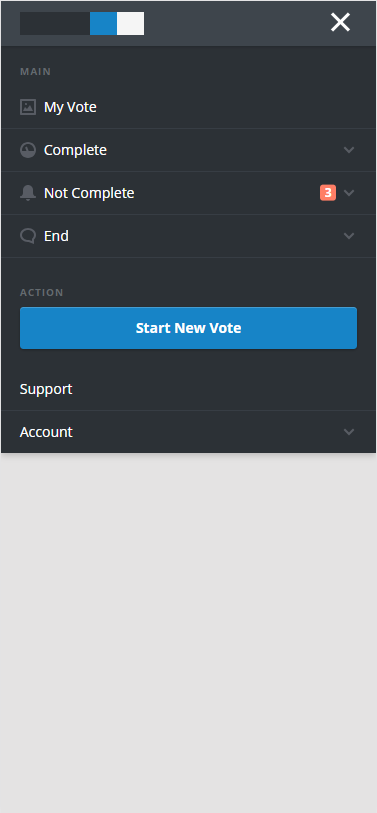 MAIN
My Vote
Complete
Not Complete 3
End
ACTION
Start New Vote
Support
Account